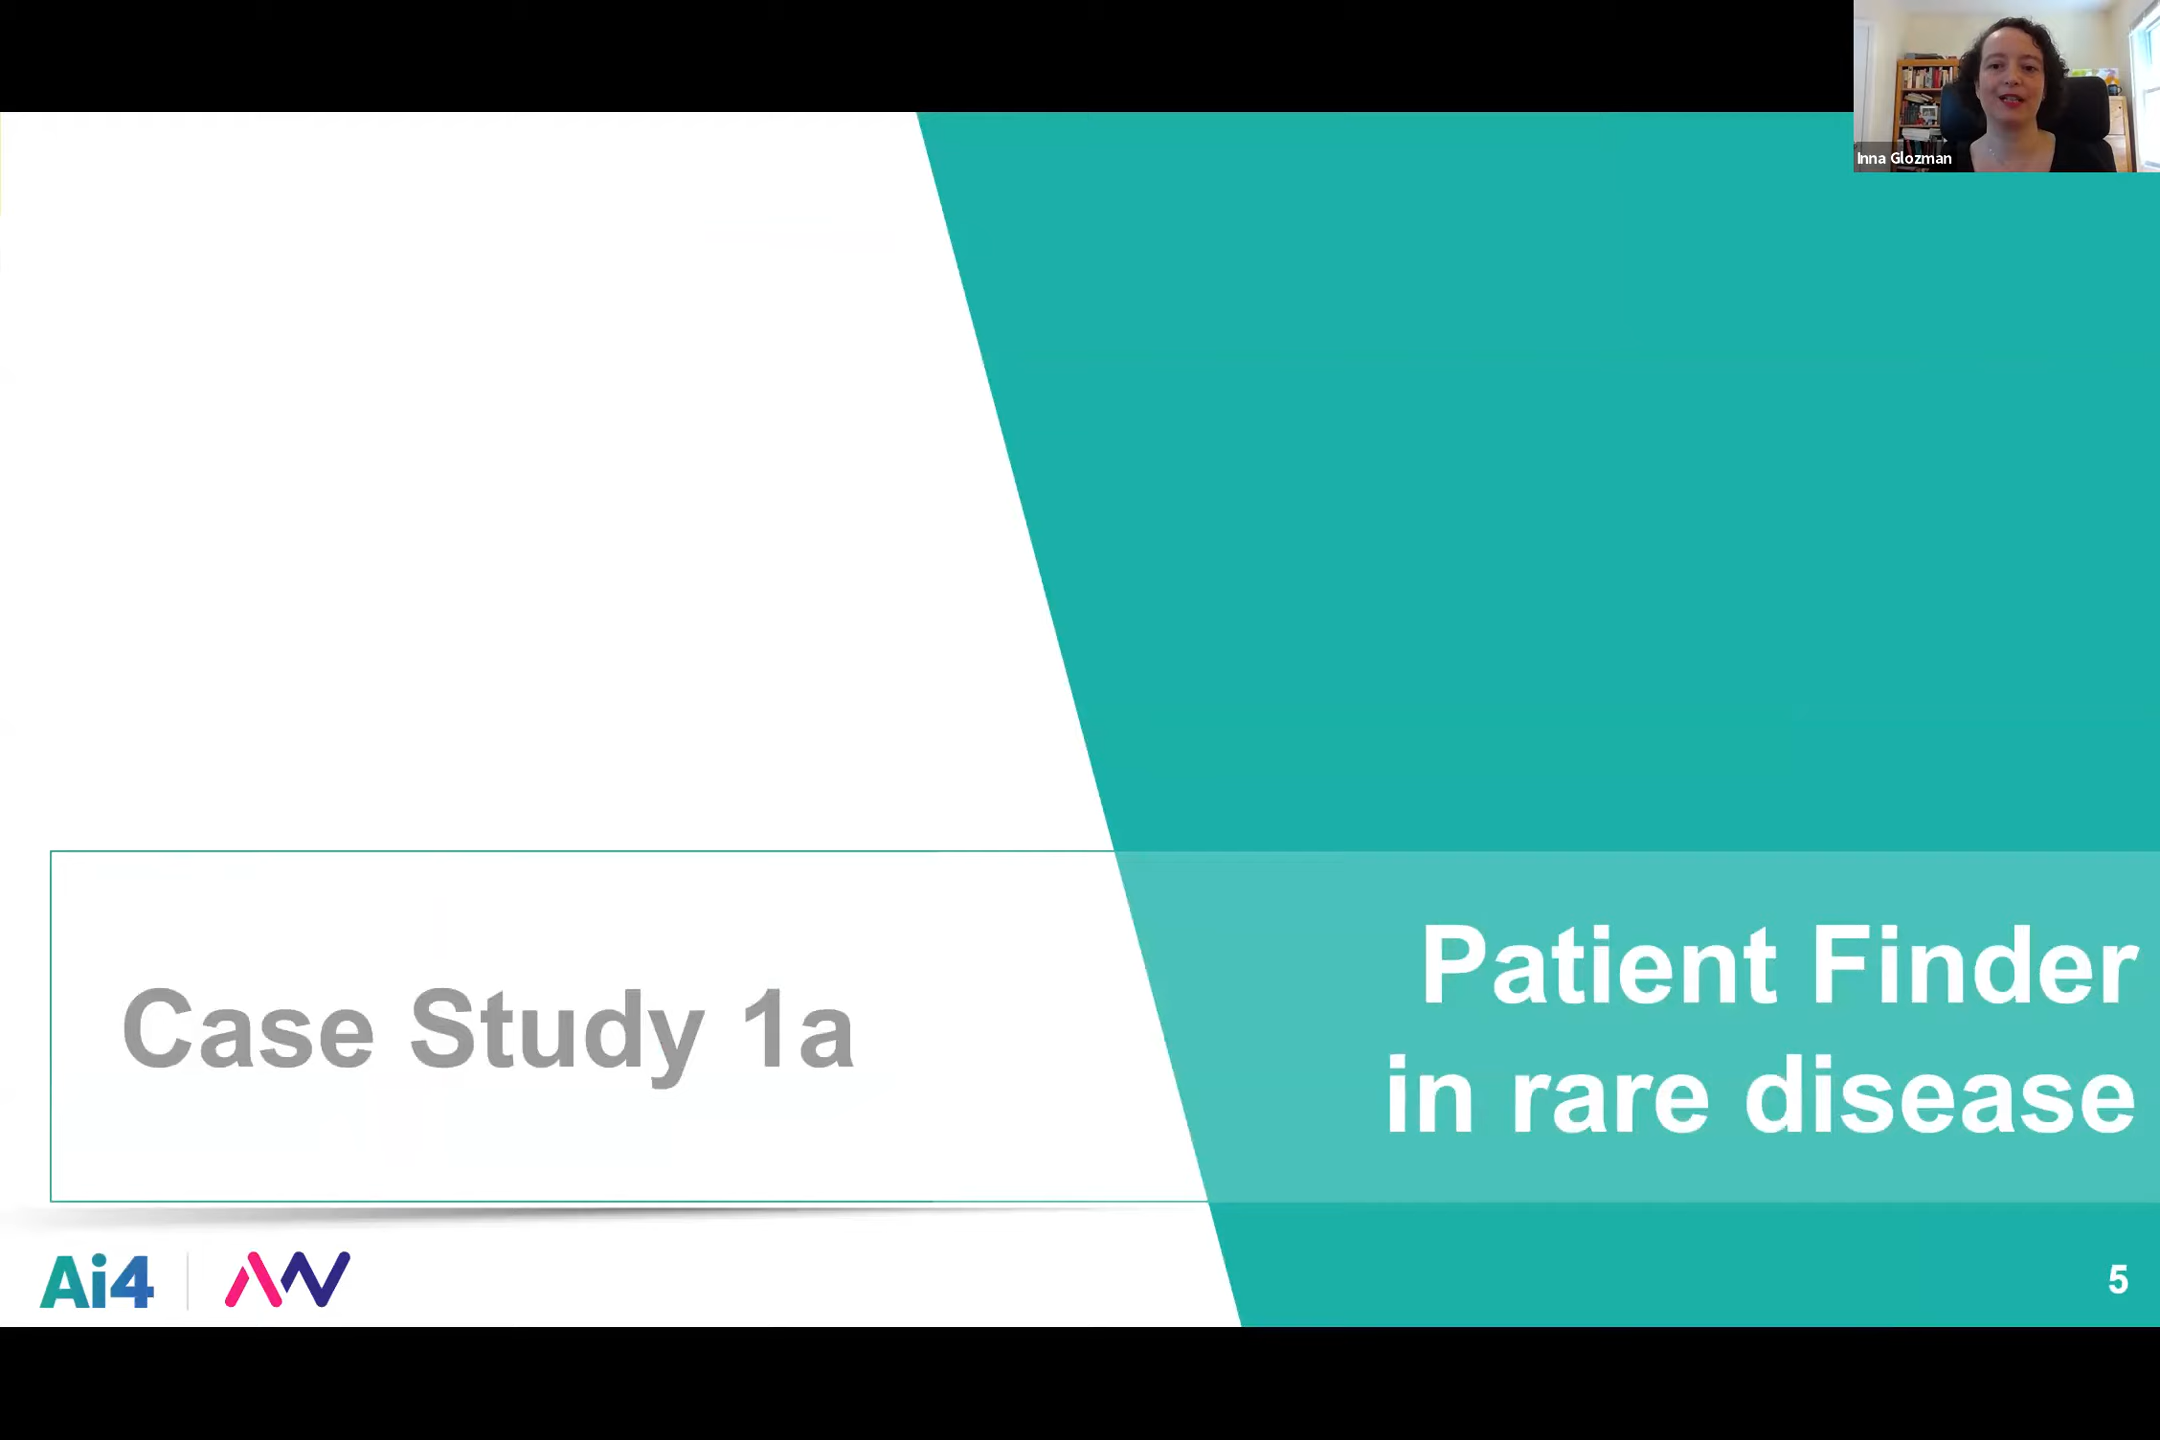 Inna Glozman
Case Study 1a
Patient Finder
in rare disease
Ai4
5